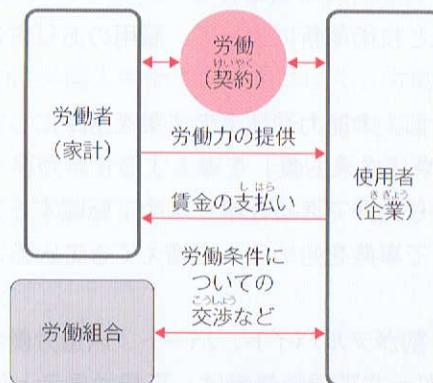 労働
けいやく
(契約)
労働者
(家計)
労働力の提供
使用者
きぎょう
(企業)
しはら
賃金の支払い
労働条件に
ついての
こうしょう
交渉など
労働組合